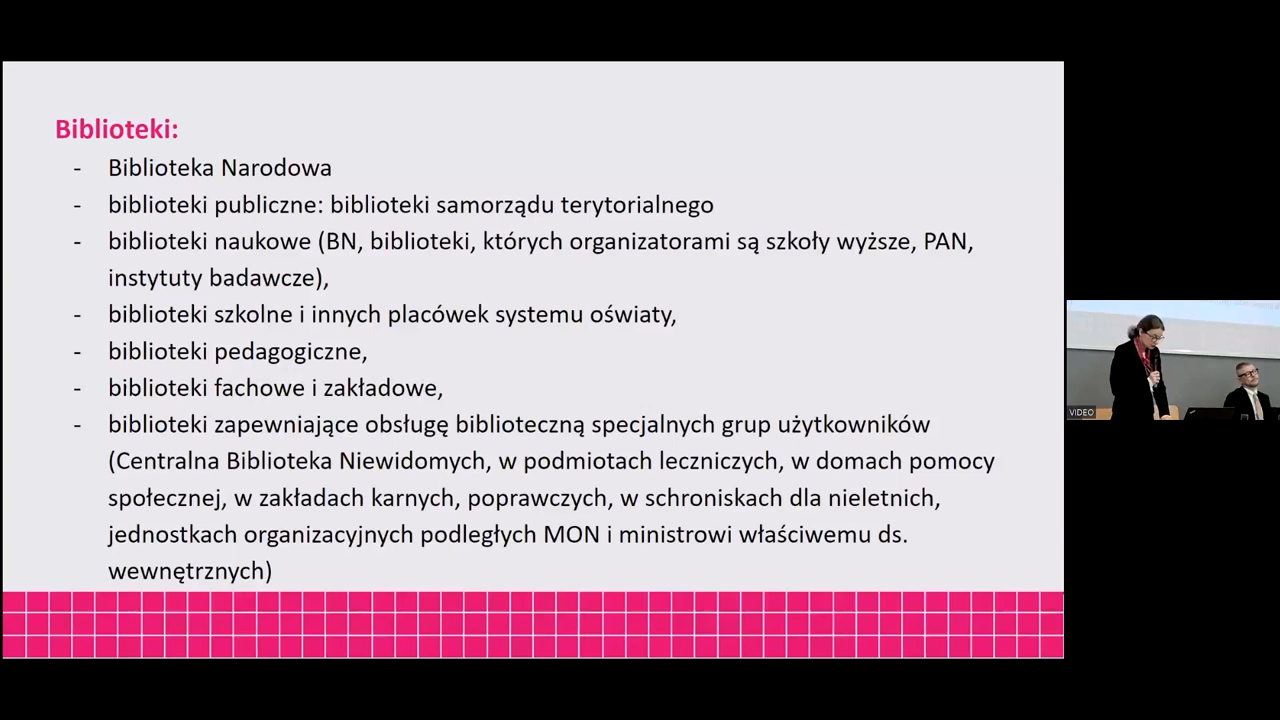 Biblioteki:
- Biblioteka Narodowa
- biblioteki publiczne: biblioteki samorządu terytorialnego
- biblioteki naukowe (BN, biblioteki, których organizatorami są szkoły wyższe, PAN,
instytuty badawcze),
- biblioteki szkolne i innych placówek systemu oświaty,
- biblioteki pedagogiczne,
- biblioteki fachowe i zakładowe,
- biblioteki zapewniające obsługę biblioteczną specjalnych grup użytkowników
(Centralna Biblioteka Niewidomych, w podmiotach leczniczych, w domach pomocy
społecznej, w zakładach karnych, poprawczych, w schroniskach dla nieletnich,
jednostkach organizacyjnych podległych MON i ministrowi właściwemu ds.
wewnętrznych)
VIDEO